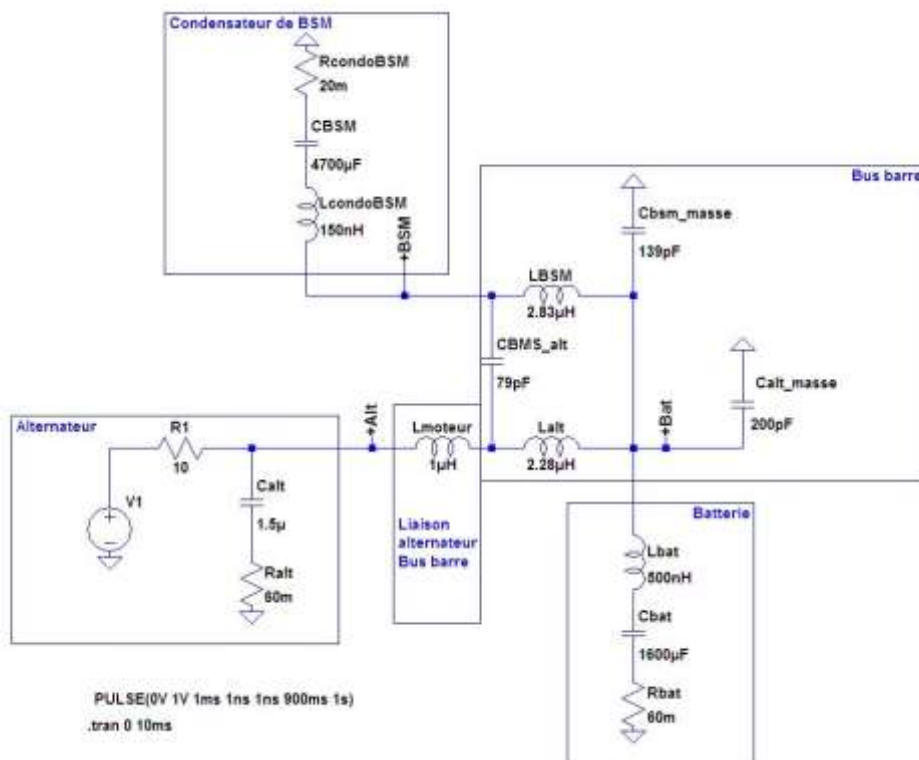 Condensateur de BSM
RcondoBSM
20m
CBSM
4700µF
LcondoBSM
150nH
+BSM
Bus barre
Cbsm_masse
139pF
LBSM
2.83µH
CBMS_alt
79pF
Calt_masse
200pF
Alternateur
R1
10
V1
Calt
1.5µ
Ralt
60m
+Alt
Lmoteur
1µH
Lalt
2.28µH
+Bat
Liaison
alternateur
Bus barre
Batterie
Lbat
500nH
Cbat
1600µF
Rbat
60m
PULSE(0V 1V 1ms 1ns 1ns 900ms 1s)
.tran 0 10ms